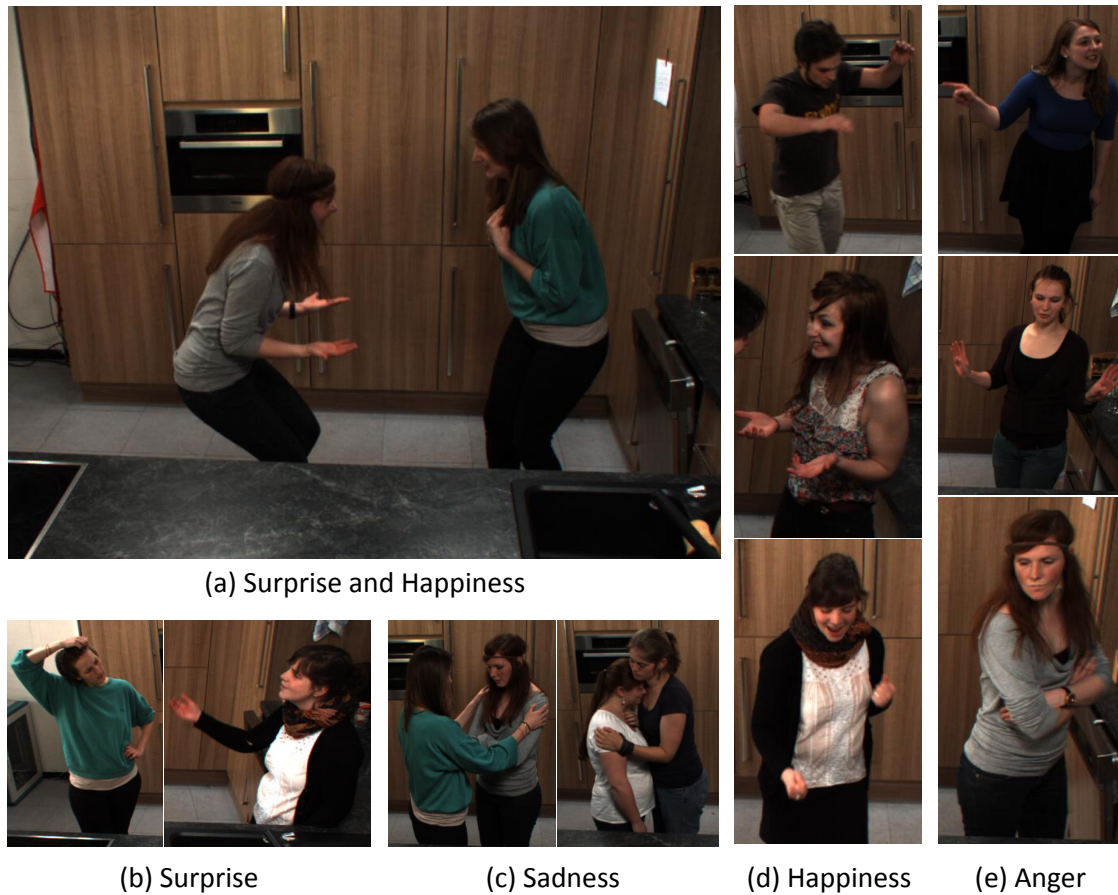 (a) Surprise and Happiness
(b) Surprise
(c) Sadness
(d) Happiness
(e) Anger